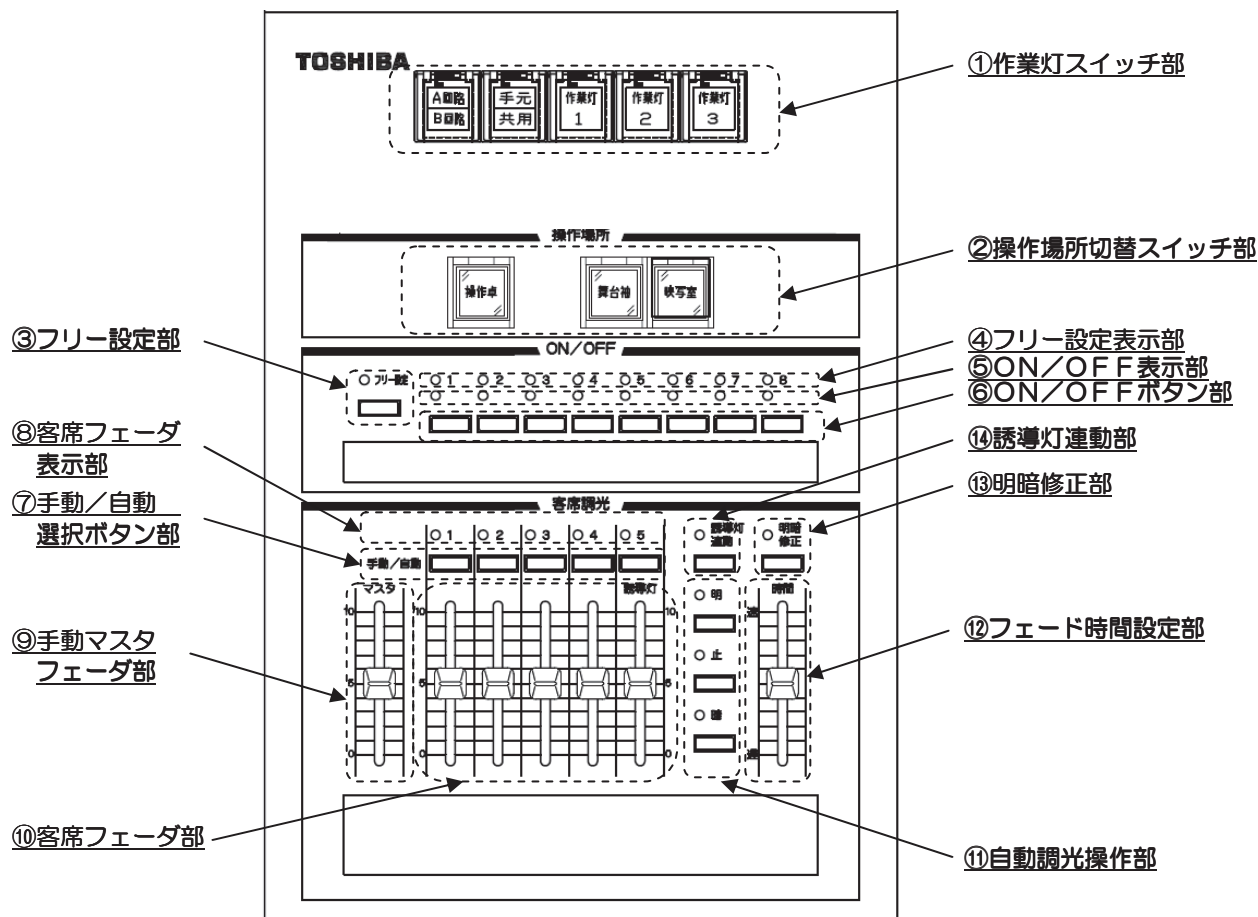 TOSHIBA
A回路
B回路
手元
共用
作業灯
1
作業灯
2
作業灯
3
①作業灯スイッチ部
操作場所
操作卓
舞台袖
映写室
②操作場所切替スイッチ部
ON/OFF
③フリー設定部
フリー設定
1 2 3 4 5 6 7 8
④フリー設定表示部
⑤ON/OFF表示部
⑥ON/OFFボタン部
⑧客席フェーダ
表示部
⑦手動/自動
選択ボタン部
客席調光
1 2 3 4 5
誘導灯
連動
明暗
修正
⑭誘導灯連動部
⑬明暗修正部
手動/自動
マスタ
誘導灯
時間
10
5
0
10
5
0
10
5
0
明
止
暗
速
遅
⑨手動マスタ
フェーダ部
⑫フェード時間設定部
⑩客席フェーダ部
⑪自動調光操作部